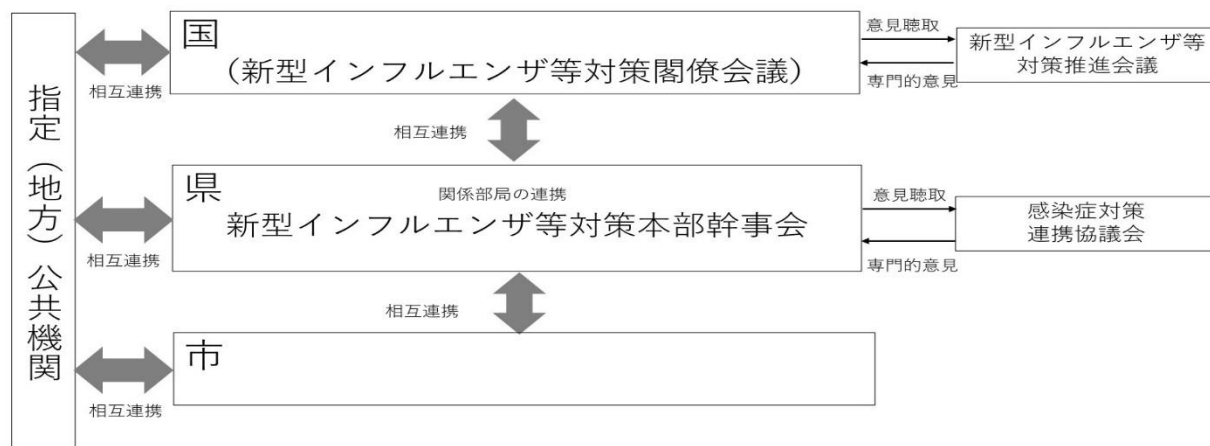 指定（地方）公共機関
国
（新型インフルエンザ等対策閣僚会議）
相互連携
意見聴取
専門的意見
新型インフルエンザ等
対策推進会議
相互連携
県
関係部局の連携
新型インフルエンザ等対策本部幹事会
相互連携
意見聴取
専門的意見
感染症対策
連携協議会
相互連携
市
相互連携